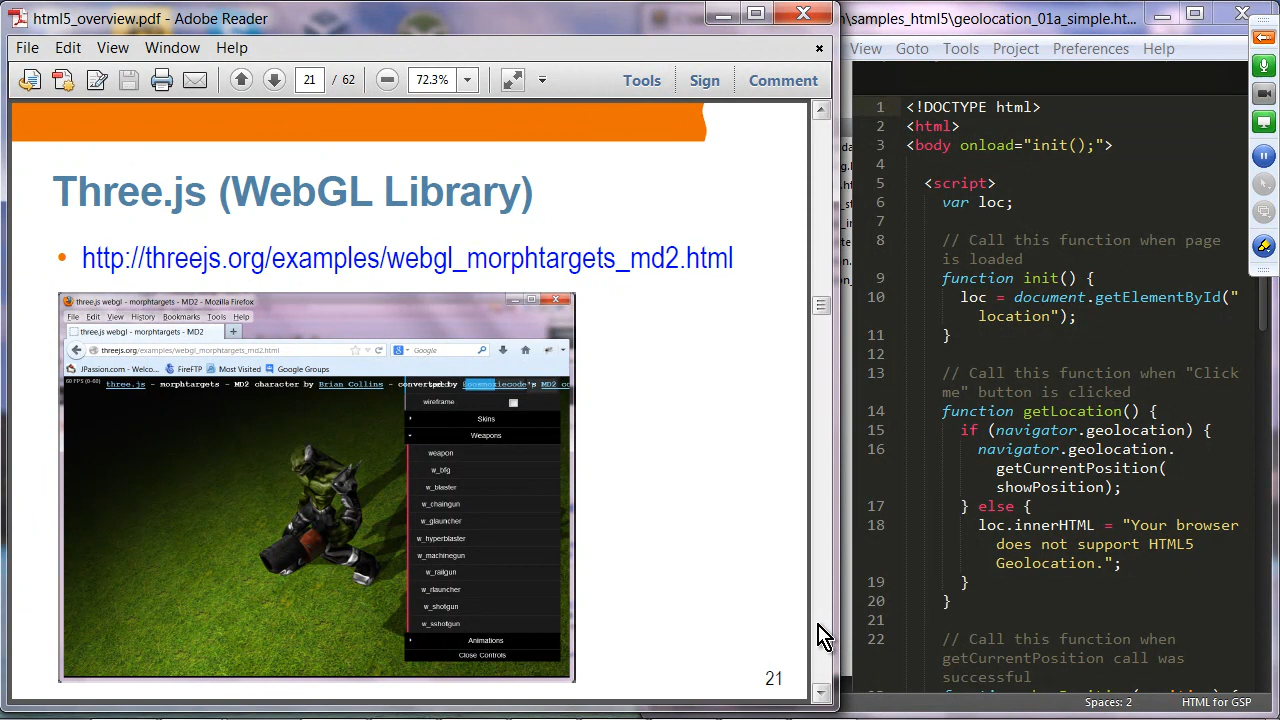 html5_overview.pdf - Adobe Reader
File Edit View Window Help
21 / 62 72.3% Tools Sign Comment
Three.js (WebGL Library)
• http://threejs.org/examples/webgl_morphtargets_md2.html
three.js webgl - morphtargets - MD2 - Mozilla Firefox
File Edit View History Bookmarks Tools Help
three.js webgl - morphtargets - MD2
threejs.org/examples/webgl_morphtargets_md2.html Google
JPassion.com - Welco... FireFTP Most Visited Google Groups
60 FPS (0-60) three.js - morphtargets - MD2 character by Brian Collins - converted by 's MD2 co
wireframe
Skins
Weapons
weapon
w_bfg
w_blaster
w_chaingun
w_glauncher
w_hyperblaster
w_machinegun
w_railgun
w_rlauncher
w_shotgun
w_sshotgun
Animations
Close Controls
21
\samples_html5\geolocation_01a_simple.ht...
View Goto Tools Project Preferences Help
1 <!DOCTYPE html>
2 <html>
3 <body onload="init();">
4
5 <script>
6 var loc;
7
8 // Call this function when page
is loaded
9 function init() {
10 loc = document.getElementById("
location");
11 }
12
13 // Call this function when "Click
me" button is clicked
14 function getLocation() {
15 if (navigator.geolocation) {
16 navigator.geolocation.
getCurrentPosition(
showPosition);
17 } else {
18 loc.innerHTML = "Your browser
does not support HTML5
Geolocation.";
19 }
20 }
21
22 // Call this function when
getCurrentPosition call was
successful
Spaces: 2 HTML for GSP